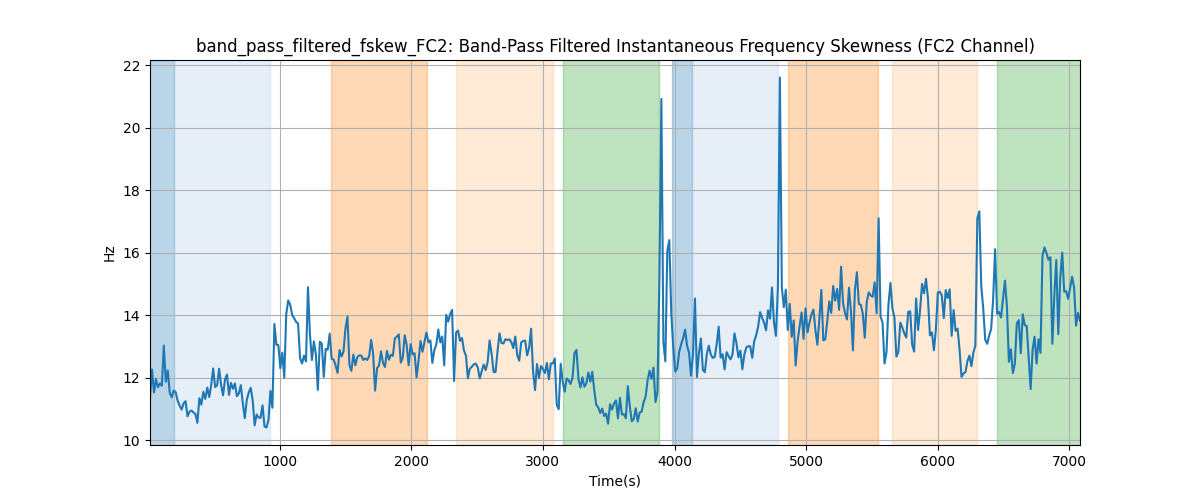 band_pass_filtered_fskew_FC2: Band-Pass Filtered Instantaneous Frequency Skewness (FC2 Channel)
22
20
18
16
14
12
10
Hz
1000 2000 3000 4000 5000 6000 7000
Time(s)